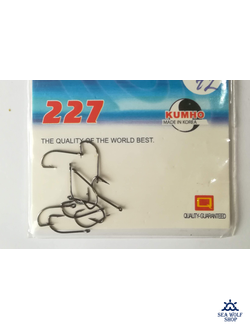 227
KUMHO
MADE IN KOREA
THE QUALITY OF THE WORLD BEST.
QUALITY-GUARANTEED
SEA WOLF
SHOP